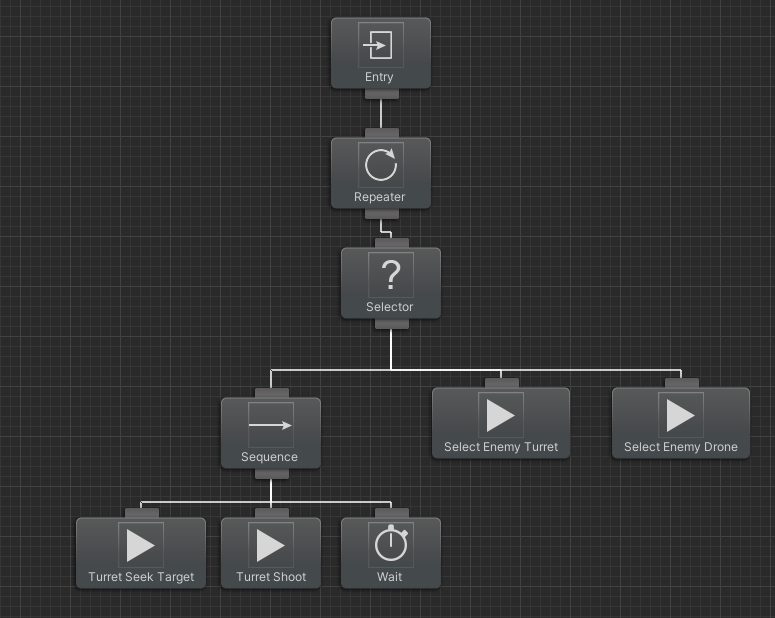 Entry
Repeater
?
Selector
Sequence
Select Enemy Turret
Select Enemy Drone
Turret Seek Target
Turret Shoot
Wait